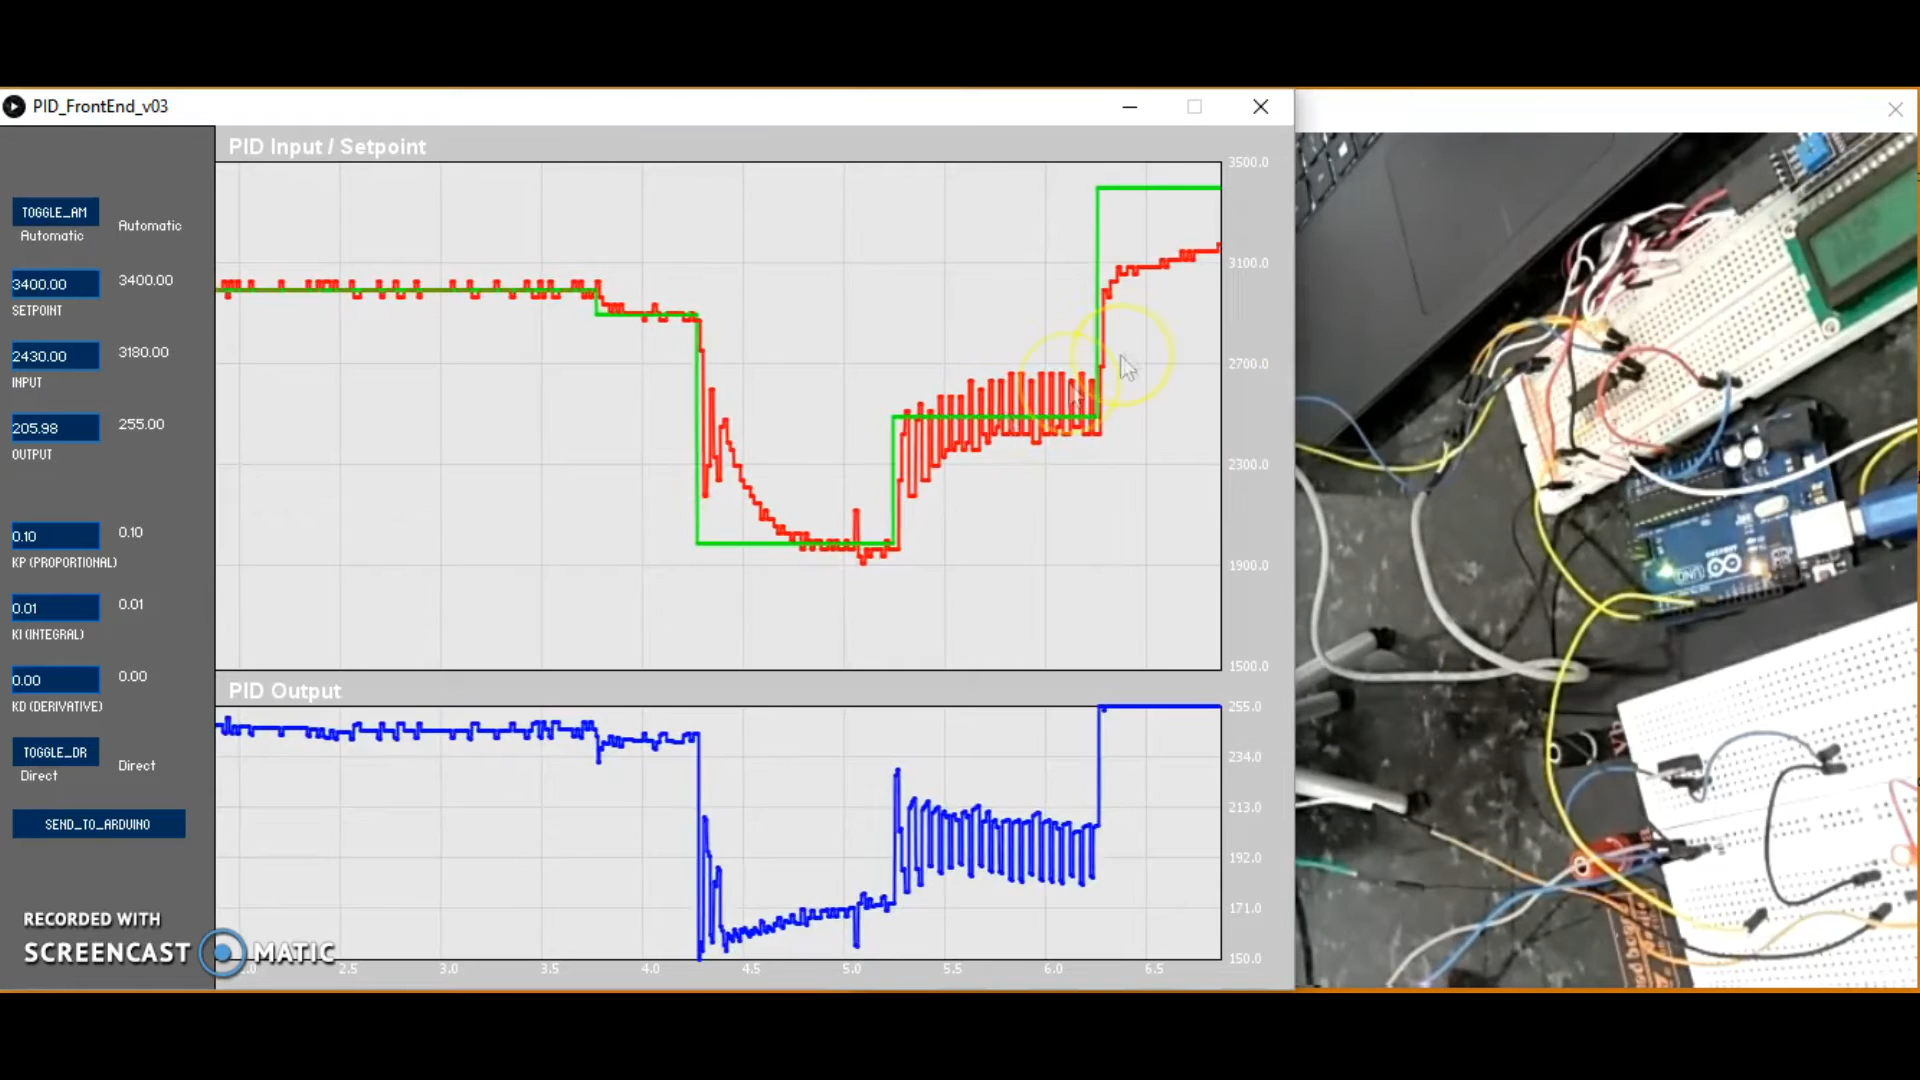 PID_FrontEnd_v03
PID Input / Setpoint
TOGGLE_AM
Automatic
Automatic
3400.00
3400.00
SETPOINT
2430.00
3180.00
INPUT
205.98
255.00
OUTPUT
0.10
0.10
KP (PROPORTIONAL)
0.01
0.01
KI (INTEGRAL)
0.00
0.00
KD (DERIVATIVE)
TOGGLE_DR
Direct
Direct
SEND_TO_ARDUINO
3500.0
3100.0
2700.0
2300.0
1900.0
1500.0
PID Output
255.0
234.0
213.0
192.0
171.0
150.0
2.5
3.0
3.5
4.0
4.5
5.0
5.5
6.0
6.5
RECORDED WITH
SCREENCAST MATIC
UNO